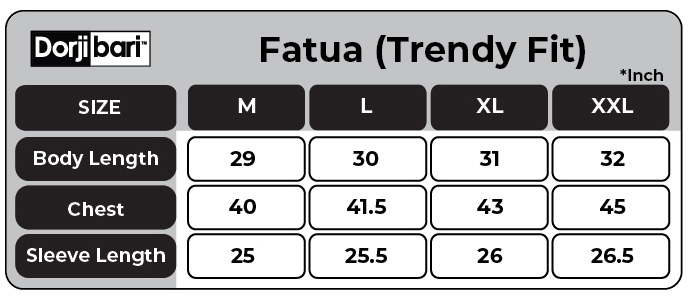 Dorjibari™
Fatua (Trendy Fit)
*Inch
SIZE M L XL XXL
Body Length 29 30 31 32
Chest 40 41.5 43 45
Sleeve Length 25 25.5 26 26.5